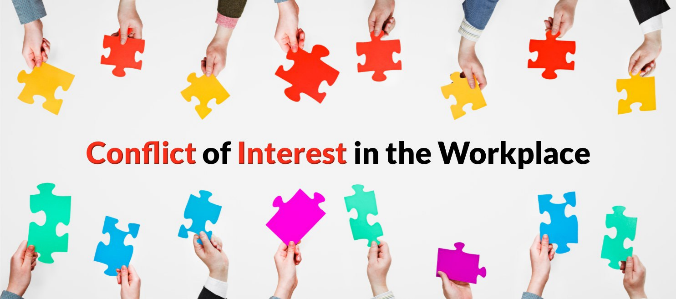 Conflict of Interest in the Workplace